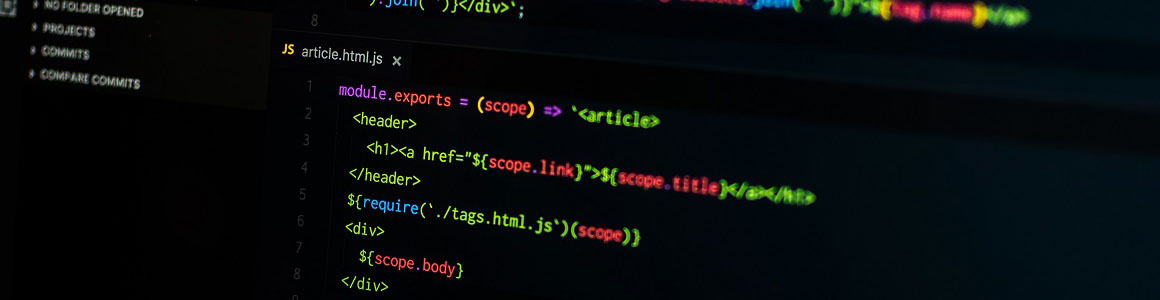 NO FOLDER OPENED
PROJECTS
COMMITS
COMPARE COMMITS
).join(``)}</div>`;
8
JS article.html.js ×
1 module.exports = (scope) => `<article>
2 <header>
3 <h1><a href="${scope.link}">${scope.title}</a></h1>
4 </header>
5 ${require(`./tags.html.js`)(scope)}
6 <div>
7 ${scope.body}
8 </div>